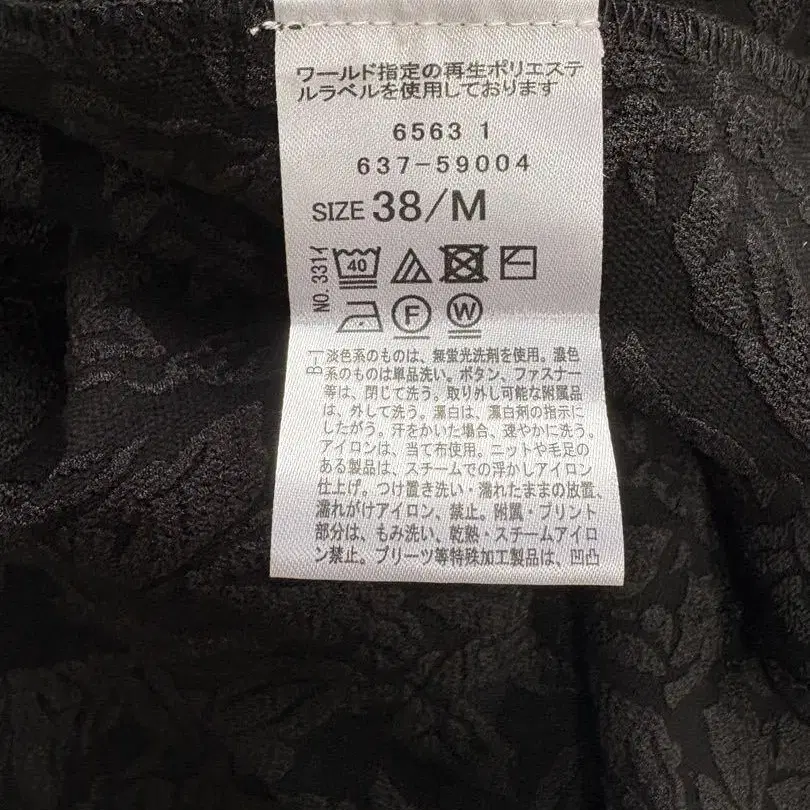 ワールド指定の再生ポリエステ
ルラベルを使用しております
6563 1
637-59004
SIZE 38/M
NO.331イ
40
F W
B-1
淡色系のものは、無蛍光洗剤を使用。濃色
系のものは単品洗い。ボタン、ファスナー
等は、閉じて洗う。取り外し可能な附属品
は、外して洗う。漂白は、漂白剤の指示に
したがう。汗をかいた場合、速やかに洗う。
アイロンは、当て布使用。ニットや毛足の
ある製品は、スチームでの浮かしアイロン
仕上げ。つけ置き洗い・濡れたままの放置、
濡れがけアイロン、禁止。附属・プリント
部分は、もみ洗い、乾熱・スチームアイロ
ン禁止。プリーツ等特殊加工製品は、凹凸